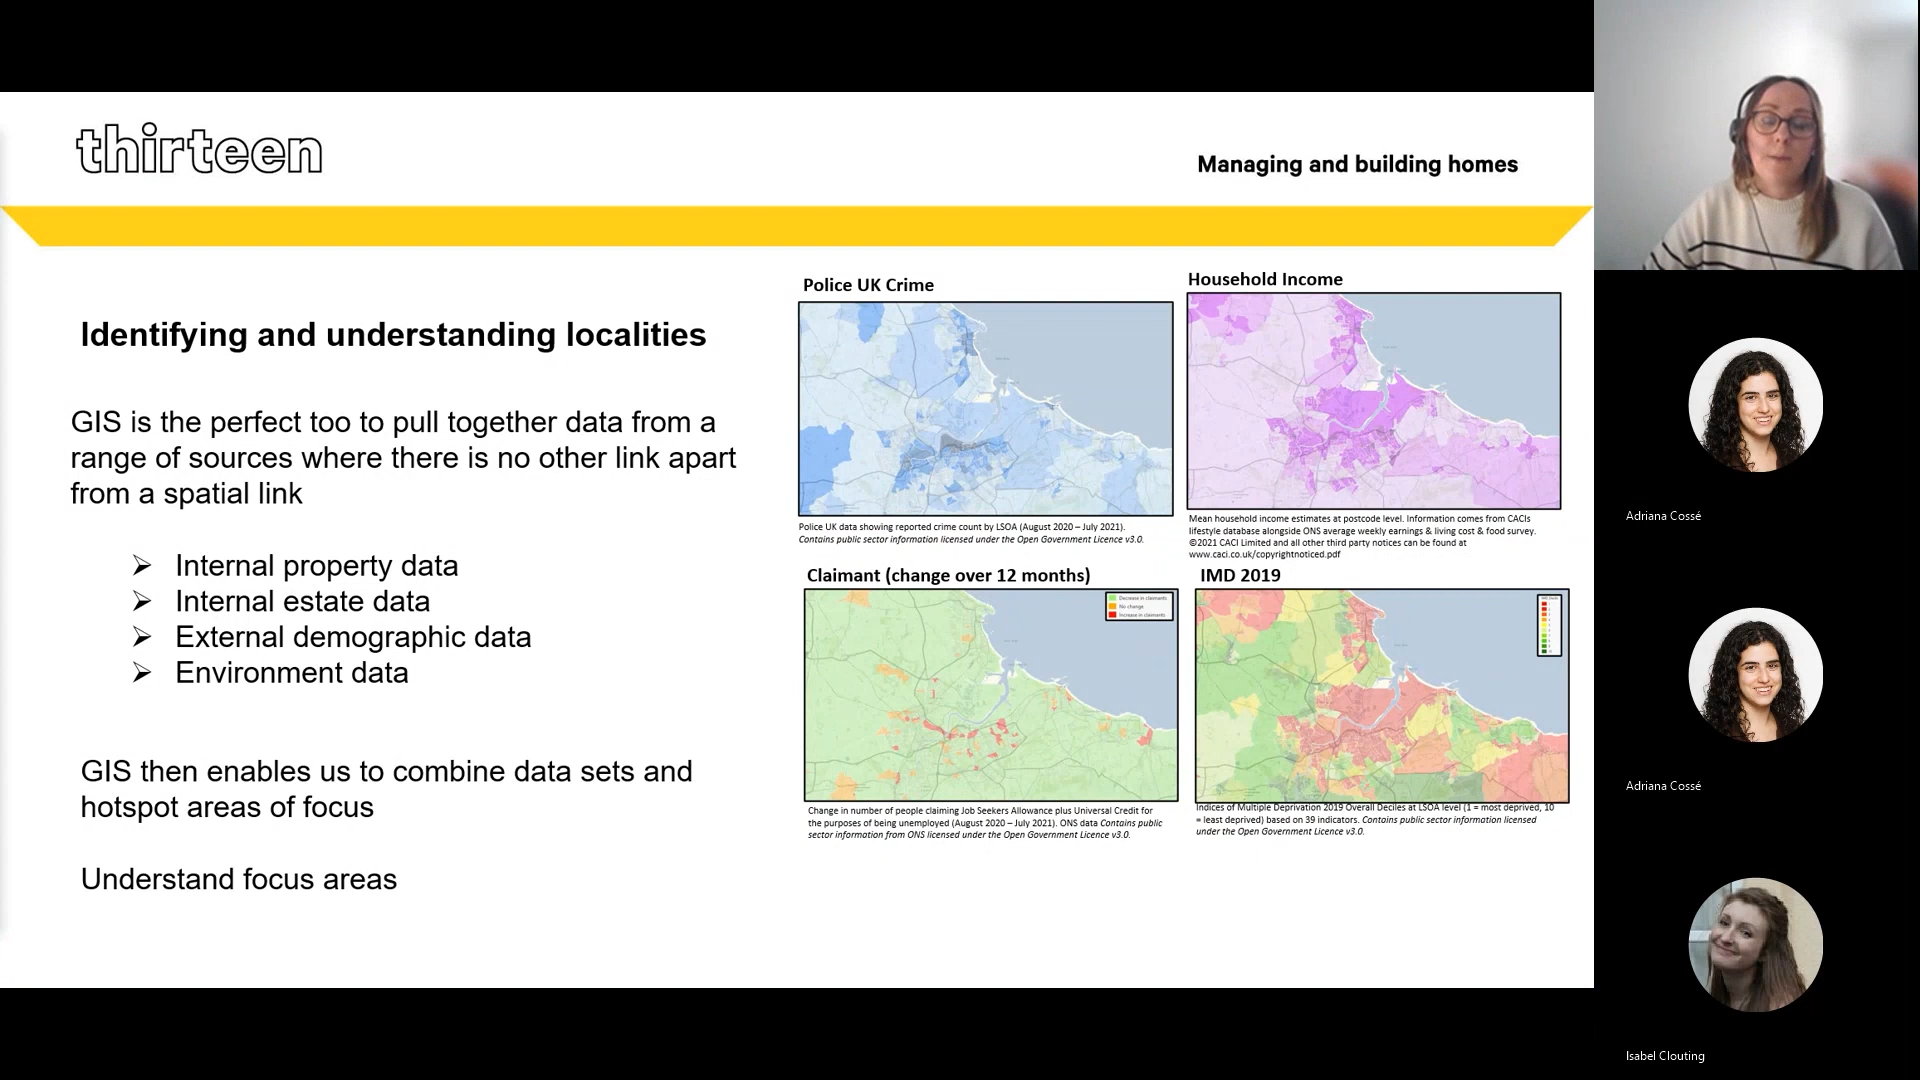 thirteen
Managing and building homes
Identifying and understanding localities
GIS is the perfect too to pull together data from a
range of sources where there is no other link apart
from a spatial link
➢ Internal property data
➢ Internal estate data
➢ External demographic data
➢ Environment data
GIS then enables us to combine data sets and
hotspot areas of focus
Understand focus areas
Police UK Crime
Police UK data showing reported crime count by LSOA (August 2020 – July 2021).
Contains public sector information licensed under the Open Government Licence v3.0.
Household Income
Mean household income estimates at postcode level. Information comes from CACIs
lifestyle database alongside ONS average weekly earnings & living cost & food survey.
©2021 CACI Limited and all other third party notices can be found at
www.caci.co.uk/copyrightnoticed.pdf
Claimant (change over 12 months)
Decrease in claimants
No change
Increase in claimants
Change in number of people claiming Job Seekers Allowance plus Universal Credit for
the purposes of being unemployed (August 2020 – July 2021). ONS data Contains public
sector information from ONS licensed under the Open Government Licence v3.0.
IMD 2019
Indices of Multiple Deprivation 2019 Overall Deciles at LSOA level (1 = most deprived, 10
= least deprived) based on 39 indicators. Contains public sector information licensed
under the Open Government Licence v3.0.
Adriana Cossé
Adriana Cossé
Isabel Clouting